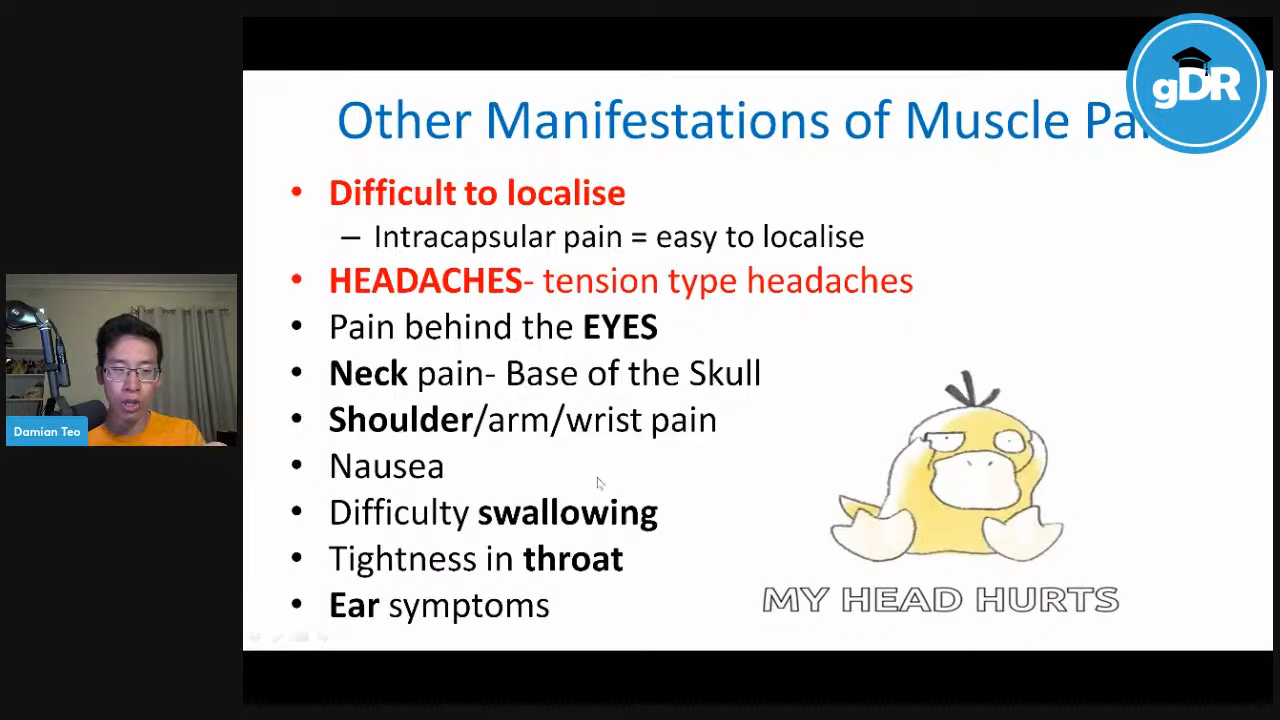 gDR
Other Manifestations of Muscle
• Difficult to localise
– Intracapsular pain = easy to localise
• HEADACHES- tension type headaches
• Pain behind the EYES
• Neck pain- Base of the Skull
• Shoulder/arm/wrist pain
• Nausea
• Difficulty swallowing
• Tightness in throat
• Ear symptoms
MY HEAD HURTS
Damian Teo